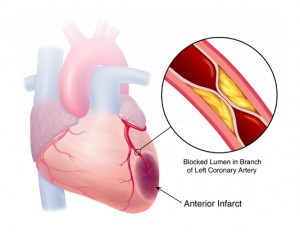 Blocked Lumen in Branch
of Left Coronary Artery
Anterior Infarct